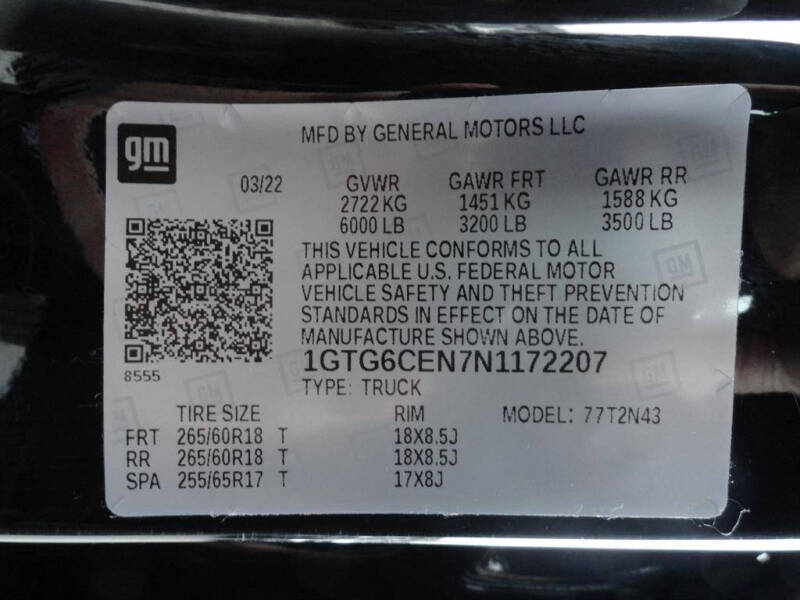 gm
MFD BY GENERAL MOTORS LLC
03/22 GVWR GAWR FRT GAWR RR
2722 KG 1451 KG 1588 KG
6000 LB 3200 LB 3500 LB
THIS VEHICLE CONFORMS TO ALL
APPLICABLE U.S. FEDERAL MOTOR
VEHICLE SAFETY AND THEFT PREVENTION
STANDARDS IN EFFECT ON THE DATE OF
MANUFACTURE SHOWN ABOVE.
1GTG6CEN7N1172207
8555
TYPE: TRUCK
TIRE SIZE RIM MODEL: 77T2N43
FRT 265/60R18 T 18X8.5J
RR 265/60R18 T 18X8.5J
SPA 255/65R17 T 17X8J
GM